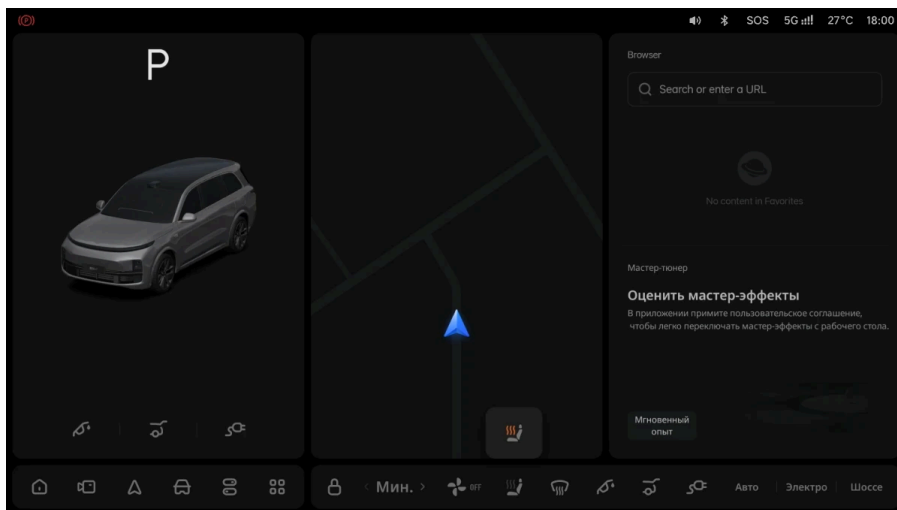 (P)
SOS 5G 27°C 18:00
P
Browser
Search or enter a URL
No content in Favorites
Мастер-тюнер
Оценить мастер-эффекты
В приложении примите пользовательское соглашение,
чтобы легко переключать мастер-эффекты с рабочего стола.
Мгновенный
опыт
< Мин. > OFF Авто Электро Шоссе